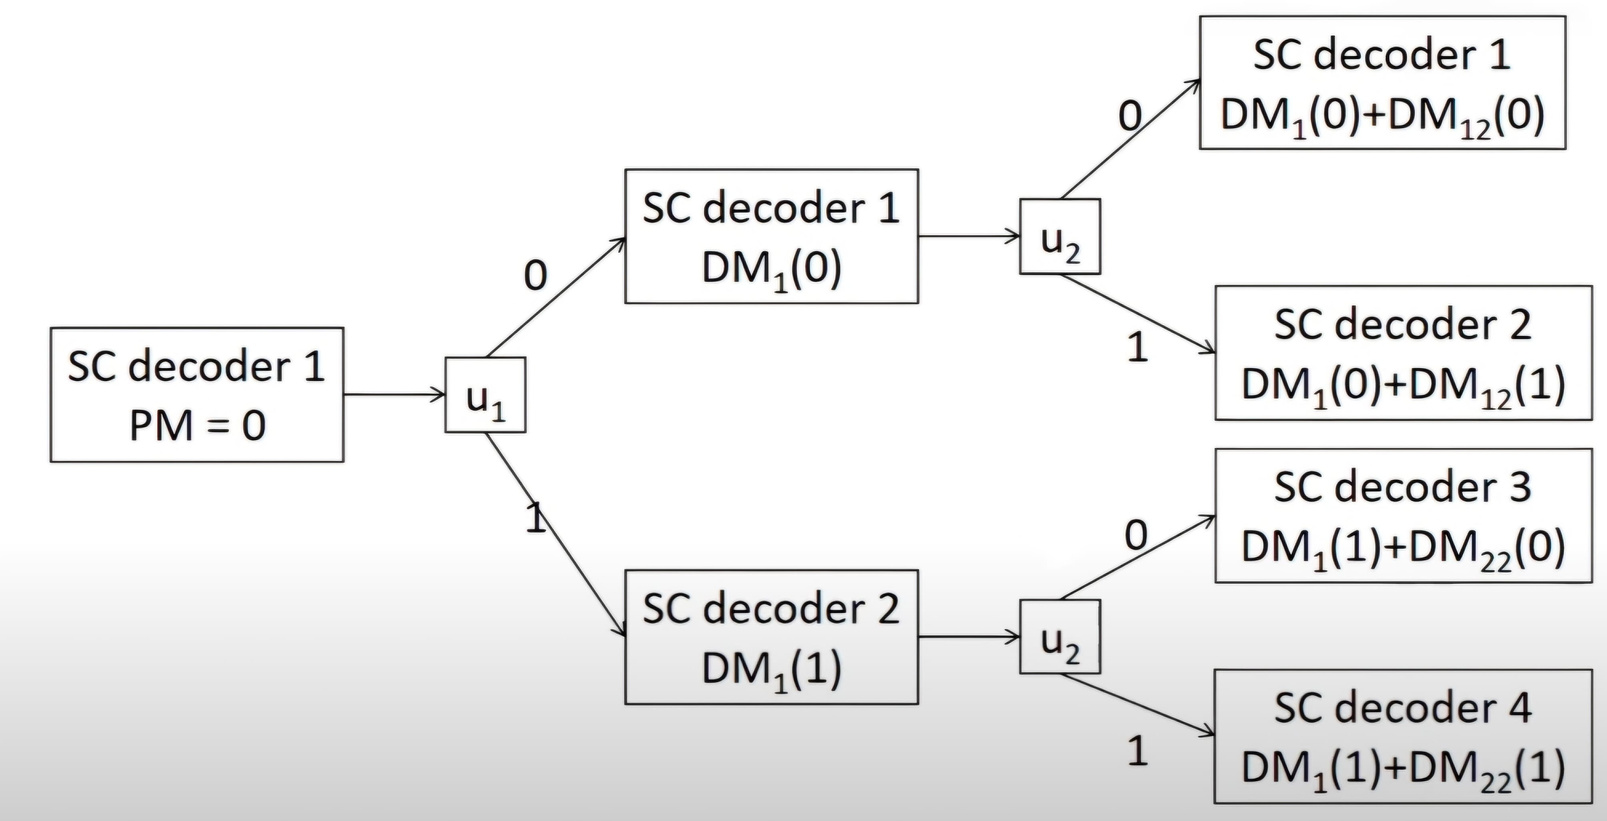 SC decoder 1
PM = 0
u₁
0
1
SC decoder 1
DM₁(0)
SC decoder 2
DM₁(1)
u₂
0
1
SC decoder 1
DM₁(0)+DM₁₂(0)
SC decoder 2
DM₁(0)+DM₁₂(1)
u₂
0
1
SC decoder 3
DM₁(1)+DM₂₂(0)
SC decoder 4
DM₁(1)+DM₂₂(1)